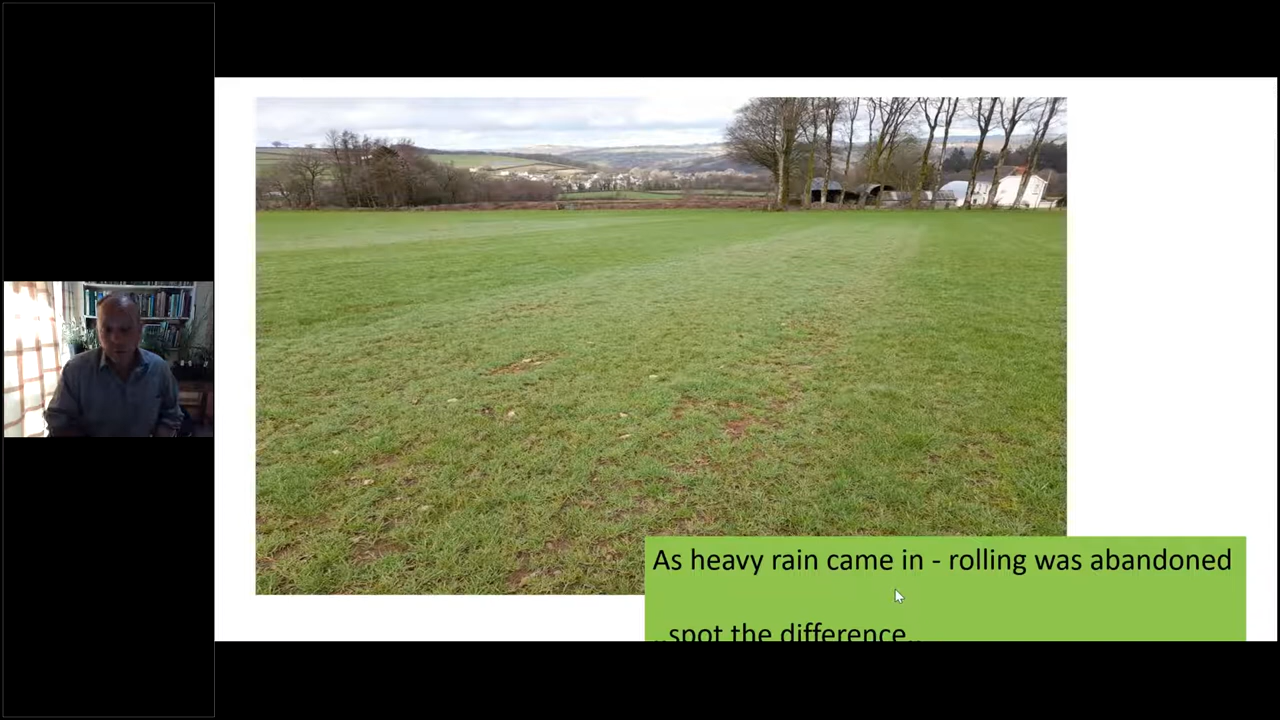 As heavy rain came in - rolling was abandoned
..spot the difference..